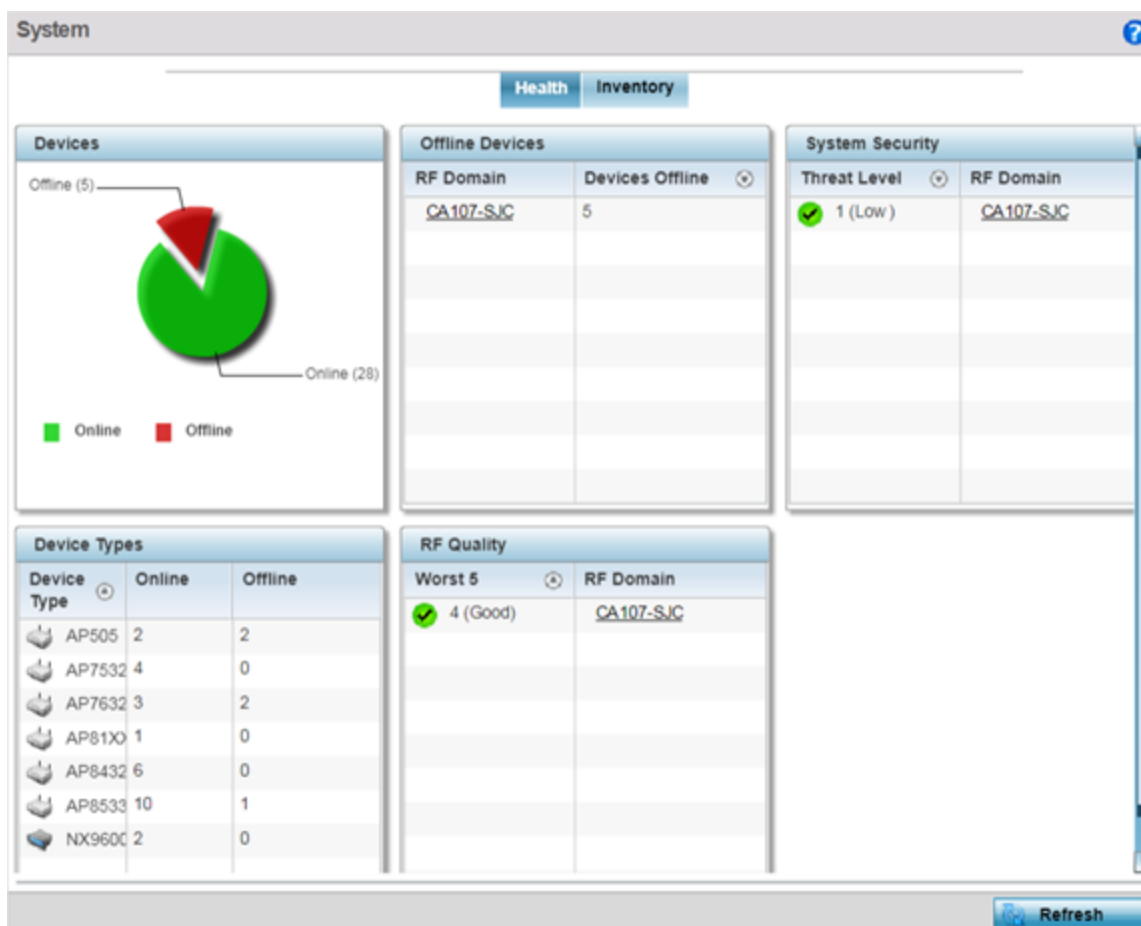 System
?
Health Inventory
Devices
Offline (5)
Online (28)
Online Offline
Offline Devices
RF Domain Devices Offline
CA107-SJC 5
System Security
Threat Level RF Domain
1 (Low) CA107-SJC
Device Types
Device Type Online Offline
AP505 2 2
AP7532 4 0
AP7632 3 2
AP81XX 1 0
AP8432 6 0
AP8533 10 1
NX9600 2 0
RF Quality
Worst 5 RF Domain
4 (Good) CA107-SJC
Refresh